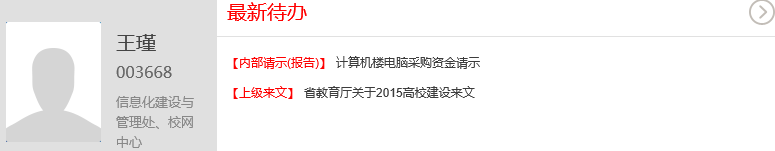 王瑾
003668
信息化建设与
管理处、校网
中心
最新待办
【内部请示(报告)】 计算机楼电脑采购资金请示
【上级来文】 省教育厅关于2015高校建设来文